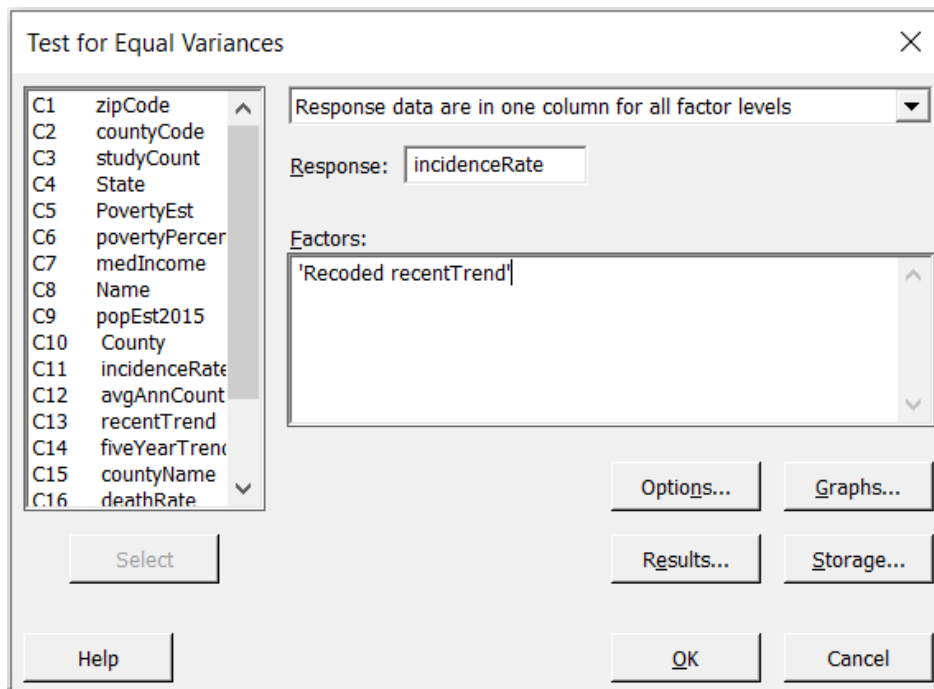 Test for Equal Variances
C1 zipCode
C2 countyCode
C3 studyCount
C4 State
C5 PovertyEst
C6 povertyPercen
C7 medIncome
C8 Name
C9 popEst2015
C10 County
C11 incidenceRate
C12 avgAnnCount
C13 recentTrend
C14 fiveYearTrend
C15 countyName
C16 deathRate
Select
Help
Response data are in one column for all factor levels
Response: incidenceRate
Factors:
'Recoded recentTrend'
Options... Graphs...
Results... Storage...
OK Cancel